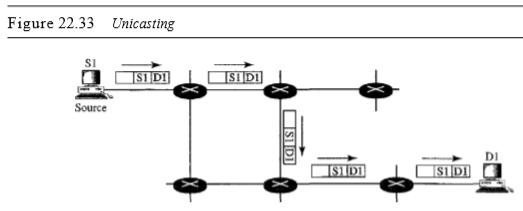 Figure 22.33 Unicasting
S1
S1 D1
S1 D1
Source
S1 D1
S1 D1
S1 D1
D1